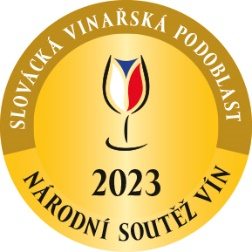 SLOVÁCKÁ VINAŘSKÁ PODOBLAST
2023
NÁRODNÍ SOUTĚŽ VÍN